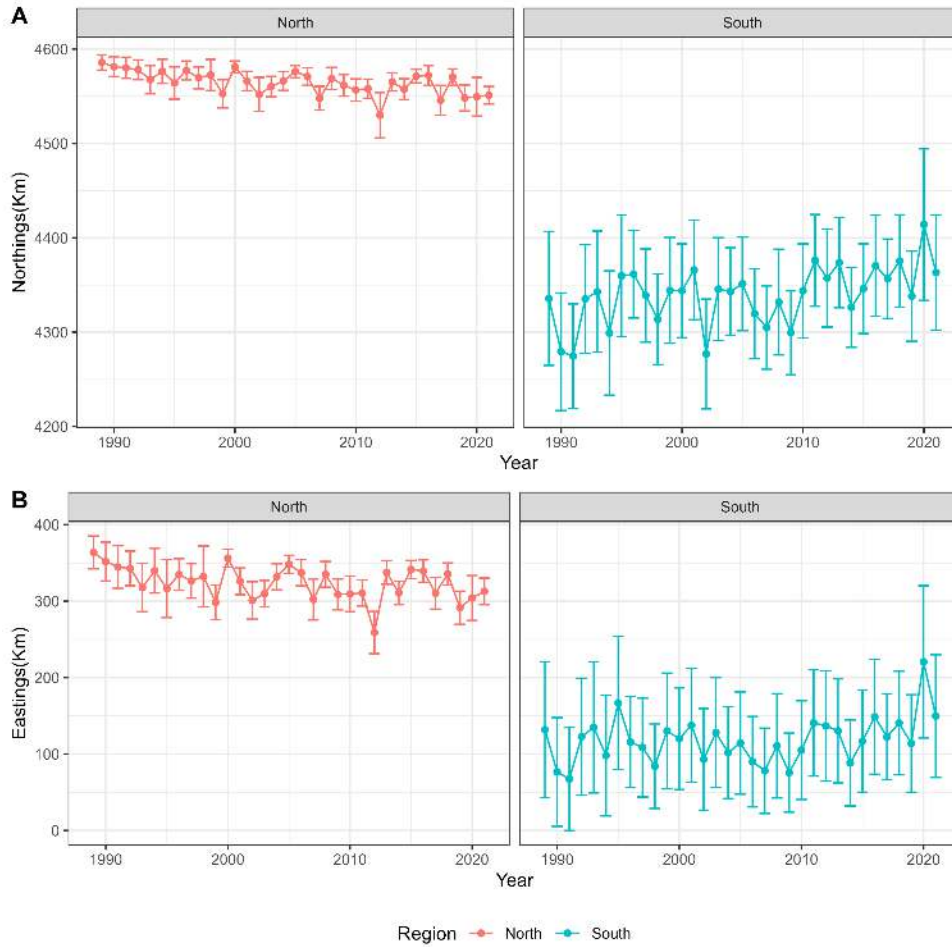 A
North South
Northings(Km)
4600
4500
4400
4300
4200
1990 2000 2010 2020 1990 2000 2010 2020
Year
B
North South
Eastings(Km)
400
300
200
100
0
1990 2000 2010 2020 1990 2000 2010 2020
Year
Region North South